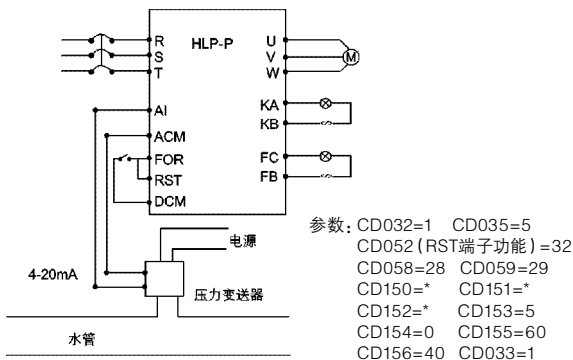 HLP-P
R
S
T
U
V
W
M
AI
KA
KB
ACM
FOR
FC
RST
FB
DCM
电源
4-20mA
压力变送器
水管
参数: CD032=1 CD035=5
CD052(RST端子功能)=32
CD058=28 CD059=29
CD150=* CD151=*
CD152=* CD153=5
CD154=0 CD155=60
CD156=40 CD033=1